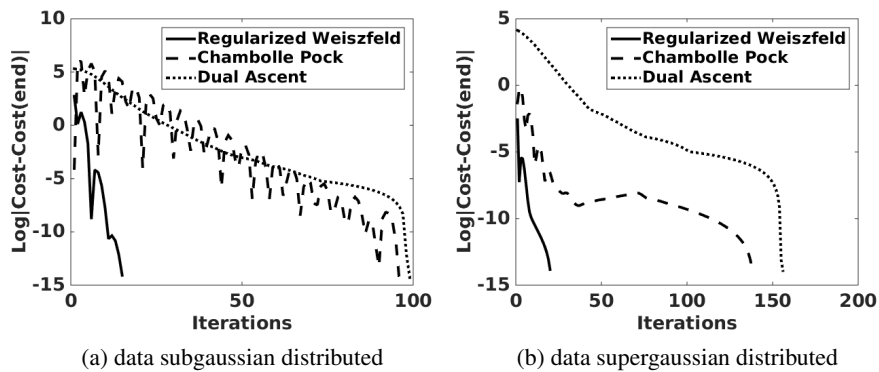 10
5
0
-5
-10
-15
Log|Cost-Cost(end)|
Regularized Weiszfeld
Chambolle Pock
Dual Ascent
0
50
100
Iterations
(a) data subgaussian distributed
5
0
-5
-10
-15
Log|Cost-Cost(end)|
Regularized Weiszfeld
Chambolle Pock
Dual Ascent
0
50
100
150
200
Iterations
(b) data supergaussian distributed